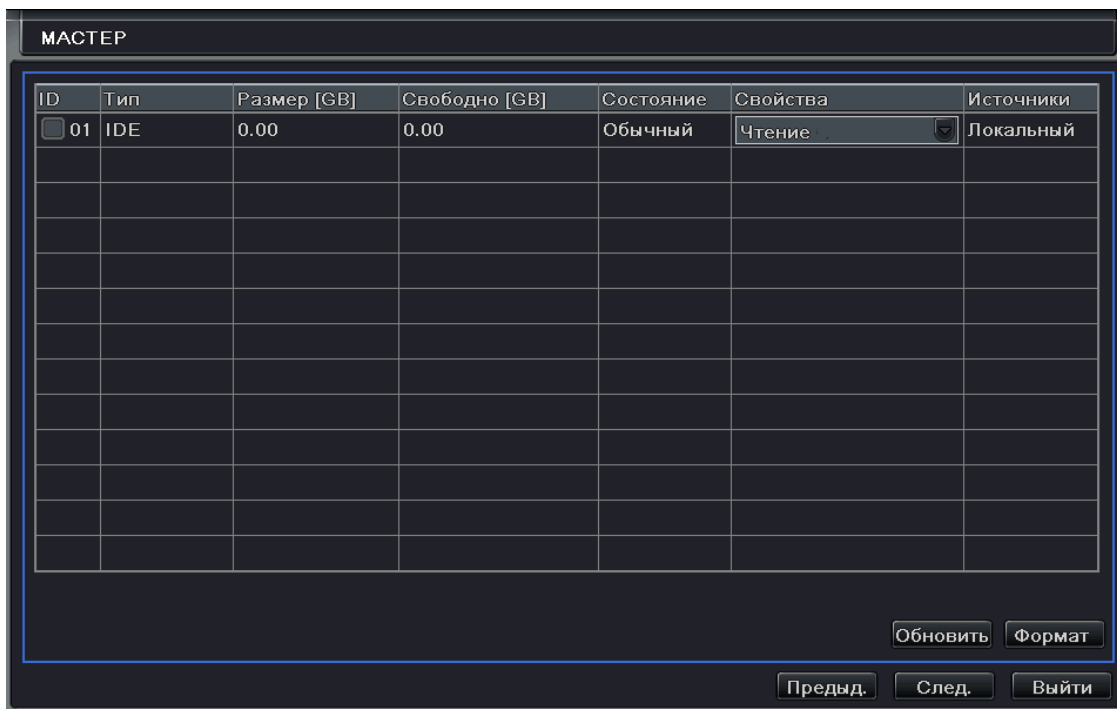 МАСТЕР
ID Тип Размер [GB] Свободно [GB] Состояние Свойства Источники
01 IDE 0.00 0.00 Обычный Чтение Локальный
Обновить Формат
Предыд. След. Выйти